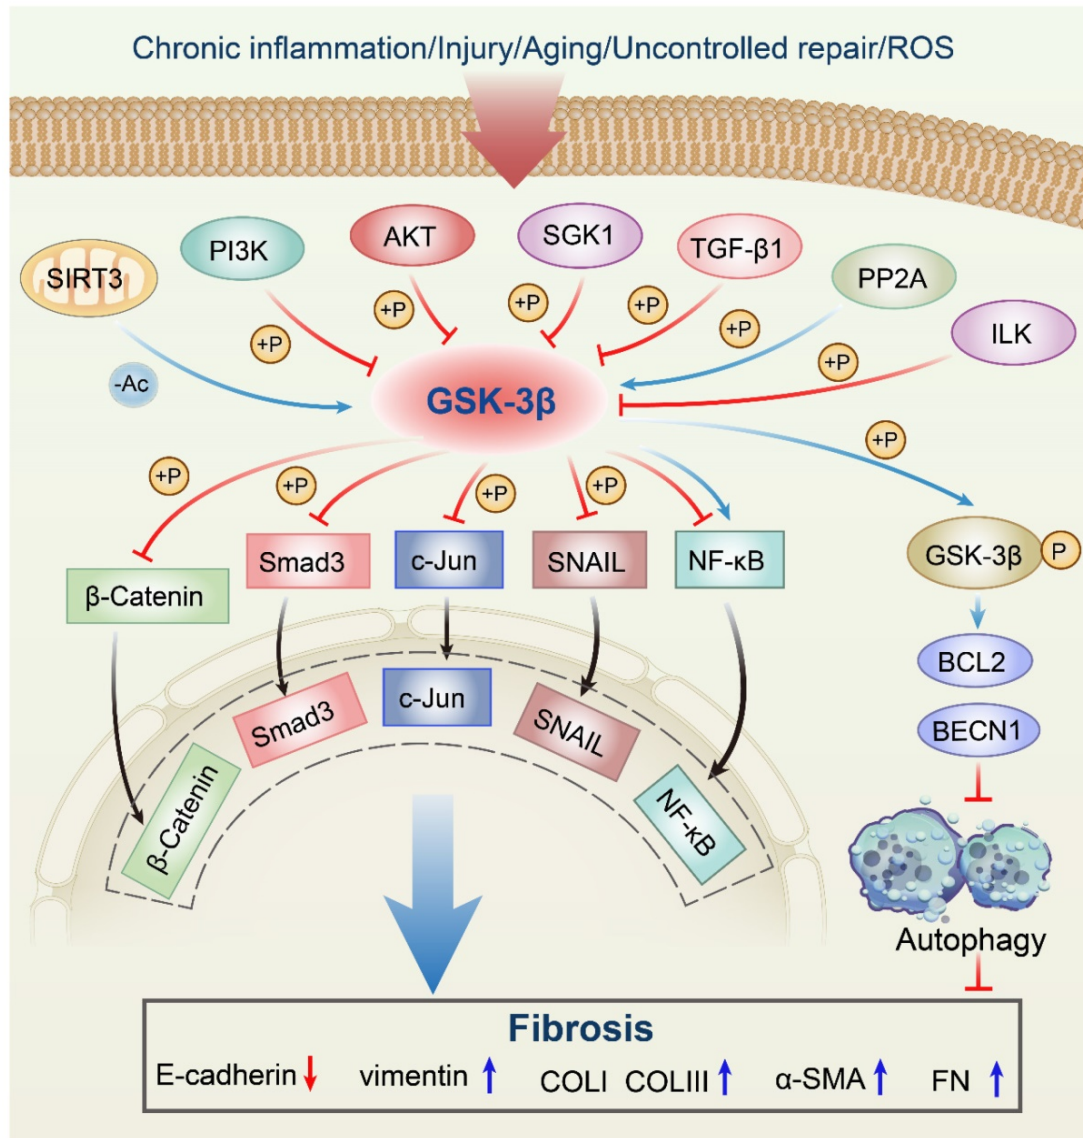 Chronic inflammation/Injury/Aging/Uncontrolled repair/ROS
SIRT3
PI3K
AKT
SGK1
TGF-β1
PP2A
ILK
+P
+P
+P
+P
+P
+P
-Ac
GSK-3β
+P
+P
+P
+P
+P
β-Catenin
Smad3
c-Jun
SNAIL
NF-κB
GSK-3β
P
BCL2
BECN1
β-Catenin
Smad3
c-Jun
SNAIL
NF-κB
Autophagy
Fibrosis
E-cadherin vimentin COLI COLIII α-SMA FN